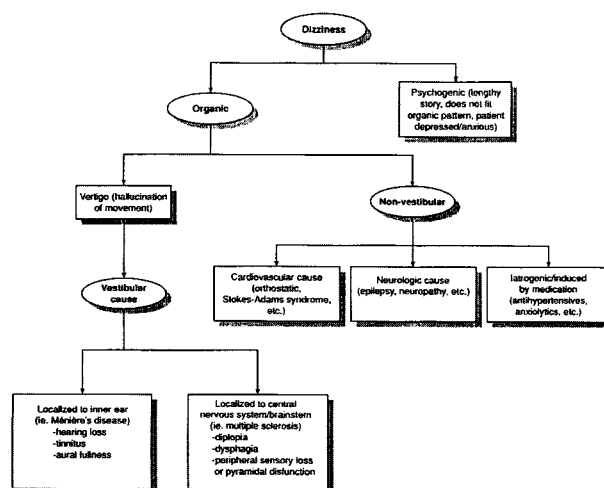 Dizziness
Organic
Psychogenic (lengthy
story, does not fit
organic pattern, patient
depressed/anxious)
Vertigo (hallucination
of movement)
Non-vestibular
Vestibular
cause
Cardiovascular cause
(orthostatic,
Stokes-Adams syndrome,
etc.)
Neurologic cause
(epilepsy, neuropathy, etc.)
Iatrogenic/induced
by medication
(antihypertensives,
anxiolytics, etc.)
Localized to inner ear
(ie. Ménière's disease)
-hearing loss
-tinnitus
-aural fullness
Localized to central
nervous system/brainstem
(ie. multiple sclerosis)
-diplopia
-dysphagia
-peripheral sensory loss
or pyramidal disfunction